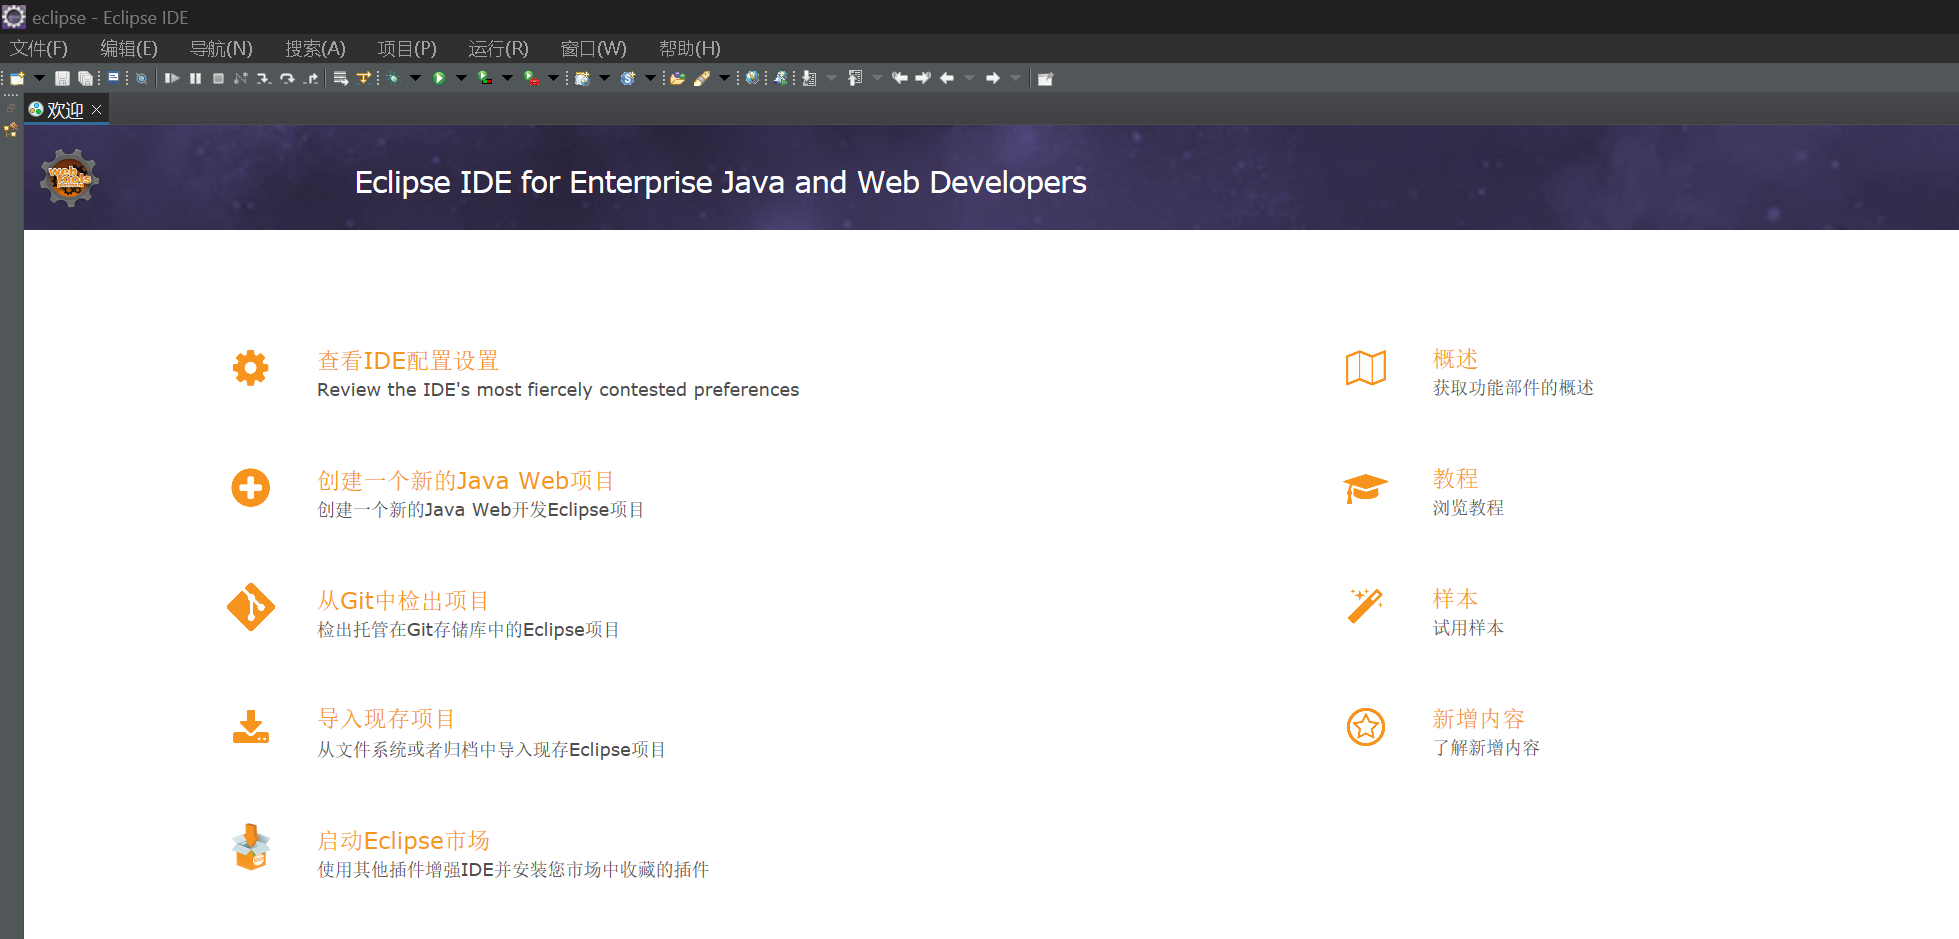 eclipse - Eclipse IDE
文件(F) 编辑(E) 导航(N) 搜索(A) 项目(P) 运行(R) 窗口(W) 帮助(H)
欢迎
web tools platform
Eclipse IDE for Enterprise Java and Web Developers
查看IDE配置设置
Review the IDE's most fiercely contested preferences
创建一个新的Java Web项目
创建一个新的Java Web开发Eclipse项目
从Git中检出项目
检出托管在Git存储库中的Eclipse项目
导入现存项目
从文件系统或者归档中导入现存Eclipse项目
启动Eclipse市场
使用其他插件增强IDE并安装您市场中收藏的插件
概述
获取功能部件的概述
教程
浏览教程
样本
试用样本
新增内容
了解新增内容